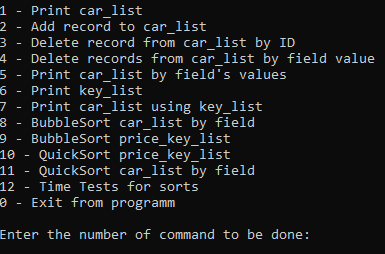 1 - Print car_list
2 - Add record to car_list
3 - Delete record from car_list by ID
4 - Delete records from car_list by field value
5 - Print car_list by field's values
6 - Print key_list
7 - Print car_list using key_list
8 - BubbleSort car_list by field
9 - BubbleSort price_key_list
10 - QuickSort price_key_list
11 - QuickSort car_list by field
12 - Time Tests for sorts
0 - Exit from programm
Enter the number of command to be done: